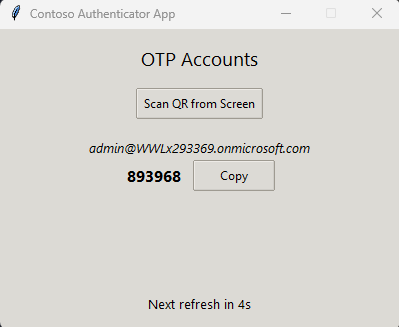 Contoso Authenticator App
OTP Accounts
Scan QR from Screen
admin@WWLx293369.onmicrosoft.com
893968 Copy
Next refresh in 4s